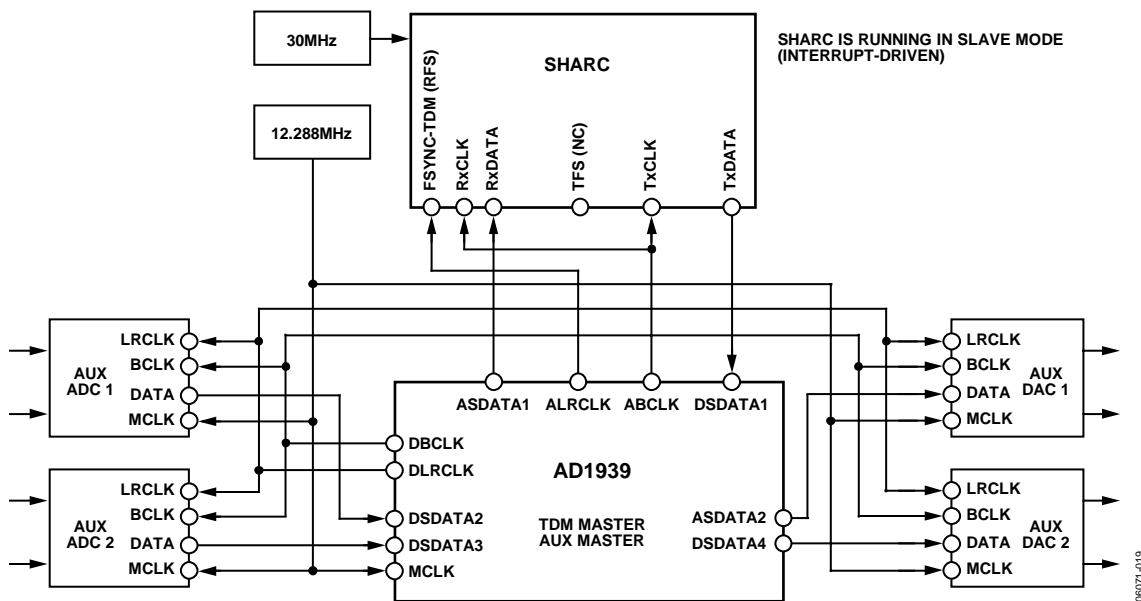 30MHz
SHARC
SHARC IS RUNNING IN SLAVE MODE
(INTERRUPT-DRIVEN)
12.288MHz
FSYNC-TDM (RFS)
RxCLK
RxDATA
TFS (NC)
TxCLK
TxDATA
AUX
ADC 1
LRCLK
BCLK
DATA
MCLK
AUX
ADC 2
LRCLK
BCLK
DATA
MCLK
ASDATA1
ALRCLK
ABCLK
DSDATA1
DBCLK
DLRCLK
DSDATA2
DSDATA3
MCLK
AD1939
TDM MASTER
AUX MASTER
ASDATA2
DSDATA4
LRCLK
BCLK
DATA
MCLK
AUX
DAC 1
LRCLK
BCLK
DATA
MCLK
AUX
DAC 2
06071-019